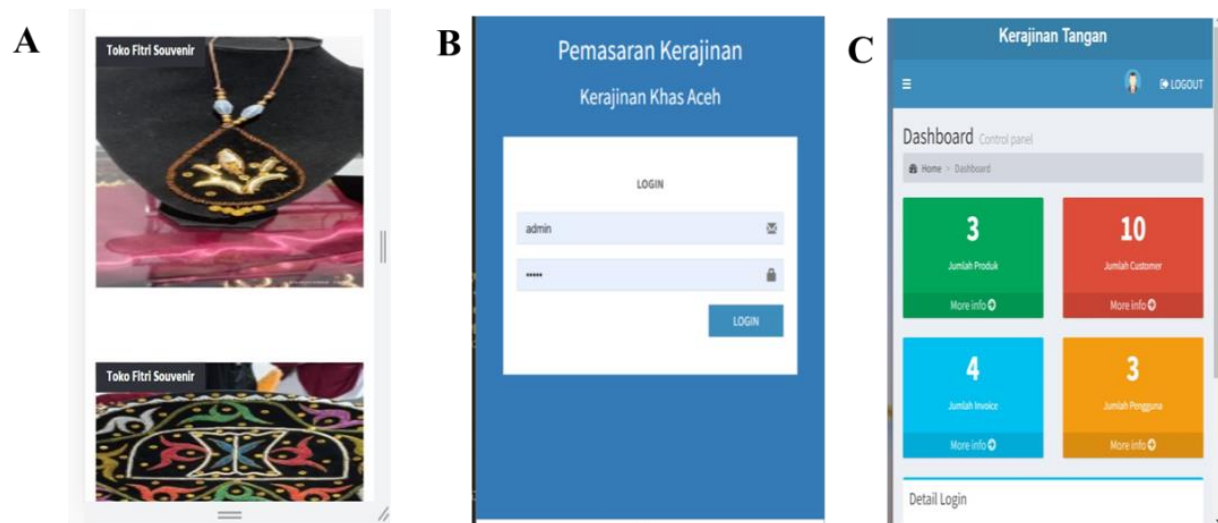 A
Toko Fitri Souvenir
Toko Fitri Souvenir
B
Pemasaran Kerajinan
Kerajinan Khas Aceh
LOGIN
admin
•••••
LOGIN
C
Kerajinan Tangan
LOGOUT
Dashboard Control panel
Home > Dashboard
3
Jumlah Produk
More info
10
Jumlah Customer
More info
4
Jumlah Invoice
More info
3
Jumlah Pengguna
More info
Detail Login